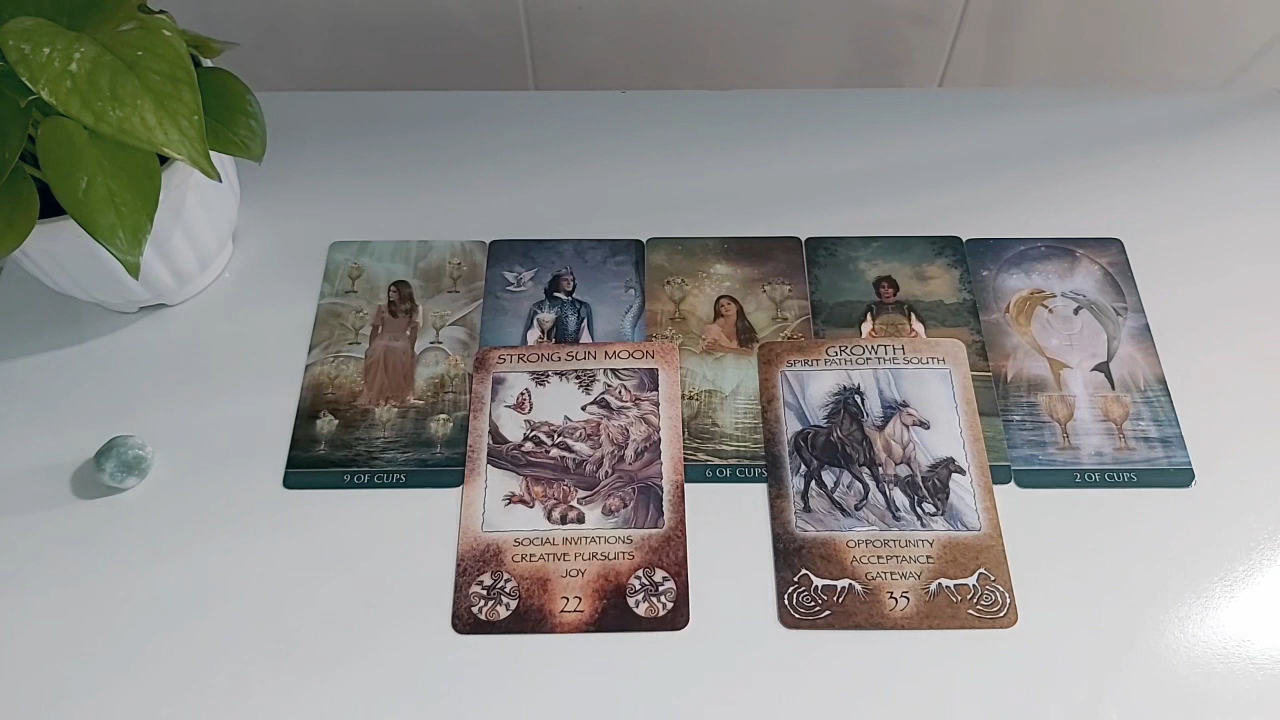 9 OF CUPS
6 OF CUPS
2 OF CUPS
STRONG SUN MOON
SOCIAL INVITATIONS
CREATIVE PURSUITS
JOY
22
GROWTH
SPIRIT PATH OF THE SOUTH
OPPORTUNITY
ACCEPTANCE
GATEWAY
35